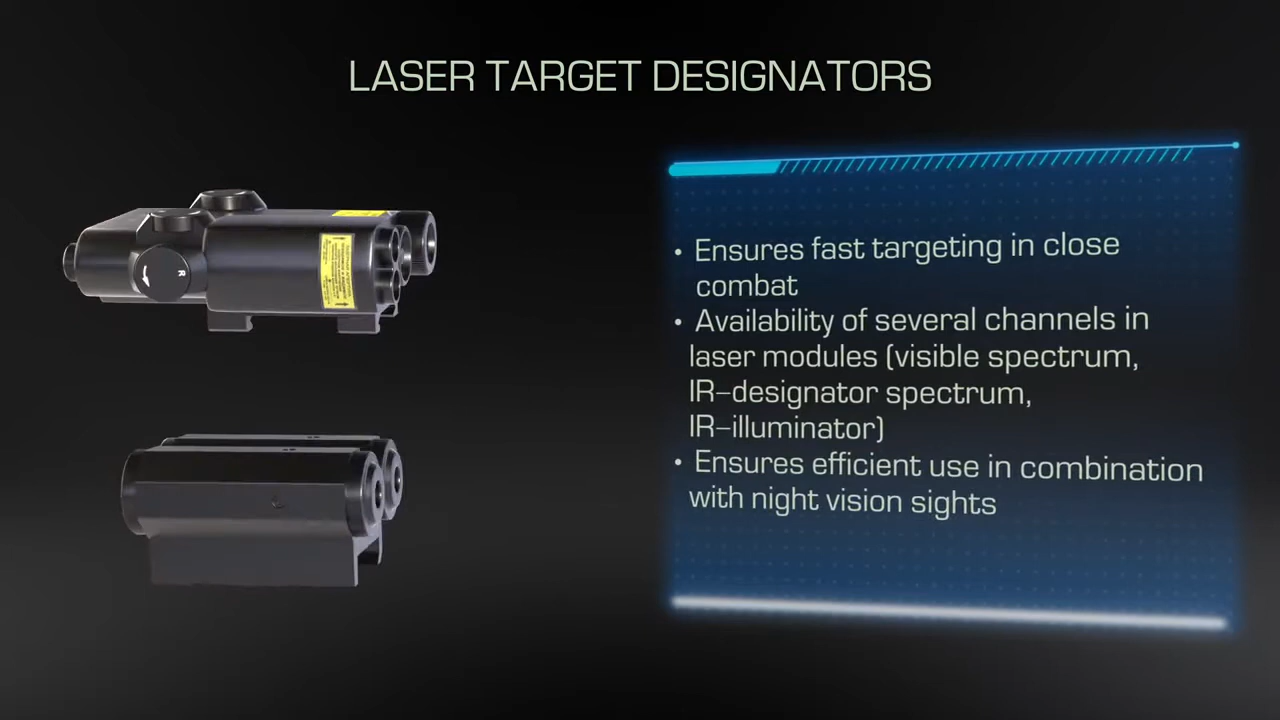 LASER TARGET DESIGNATORS
• Ensures fast targeting in close
combat
• Availability of several channels in
laser modules (visible spectrum,
IR-designator spectrum,
IR-illuminator)
• Ensures efficient use in combination
with night vision sights
R